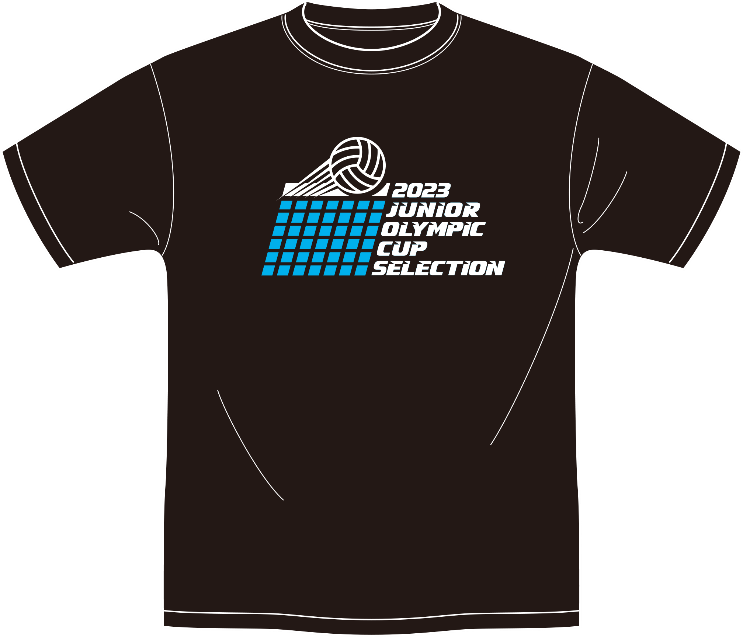 2023
JUNIOR
OLYMPIC
CUP
SELECTION